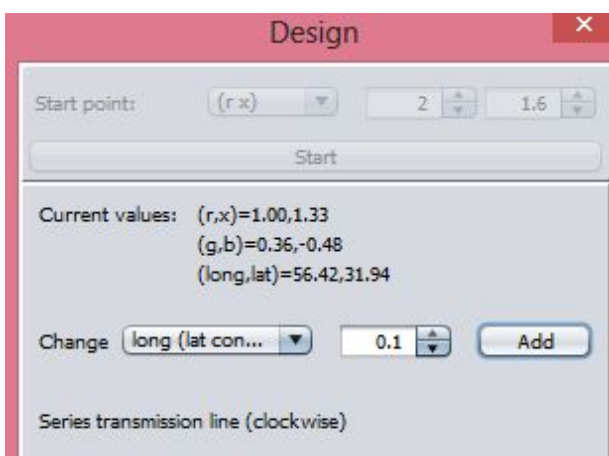 Design
Start point: (r x) 2 1.6
Start
Current values: (r,x)=1.00,1.33
(g,b)=0.36,-0.48
(long,lat)=56.42,31.94
Change long (lat con... 0.1 Add
Series transmission line (clockwise)